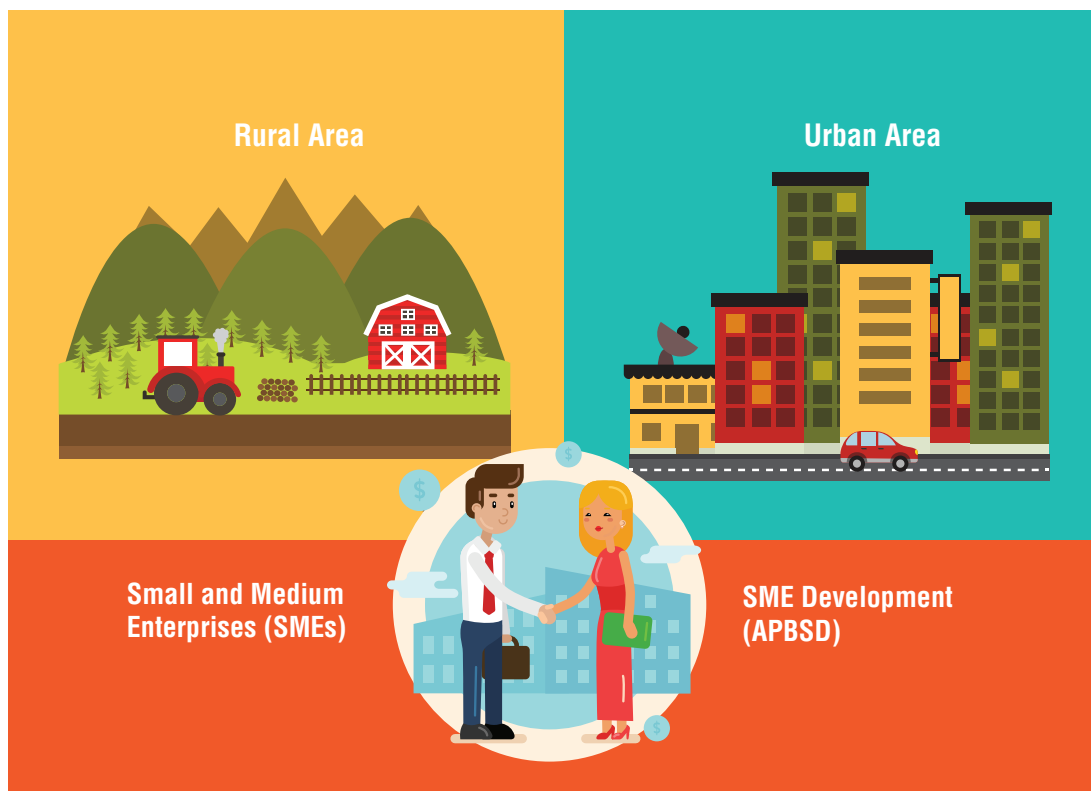 Rural Area
Urban Area
$
$
Small and Medium
Enterprises (SMEs)
SME Development
(APBSD)
$